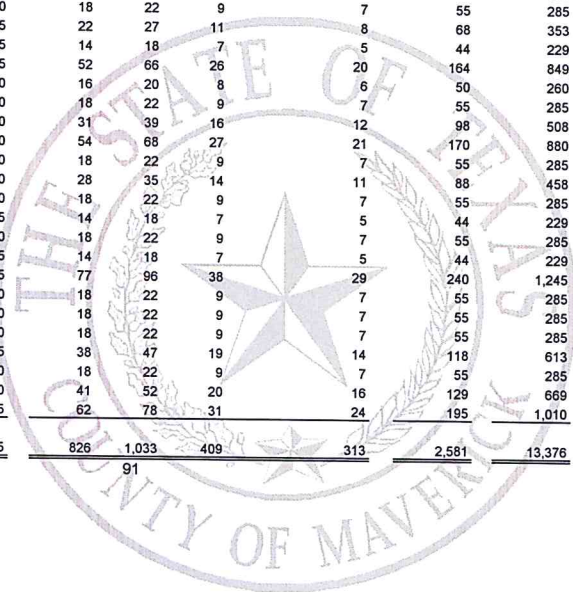 0 18 22 9 7 55 285
5 22 27 11 8 68 353
5 14 18 7 5 44 229
5 52 66 26 20 164 849
0 16 20 8 6 50 260
0 18 22 9 7 55 285
0 31 39 16 12 98 508
0 54 68 27 21 170 880
0 18 22 9 7 55 285
0 28 35 14 11 88 458
0 18 22 9 7 55 285
5 14 18 7 5 44 229
0 18 22 9 7 55 285
5 14 18 7 5 44 229
5 77 96 38 29 240 1,245
0 18 22 9 7 55 285
0 18 22 9 7 55 285
0 18 22 9 7 55 285
5 38 47 19 14 118 613
0 18 22 9 7 55 285
0 41 52 20 16 129 669
5 62 78 31 24 195 1,010
5 826 1,033 409 313 2,581 13,376
91
THE STATE OF TEXAS
COUNTY OF MAVERICK